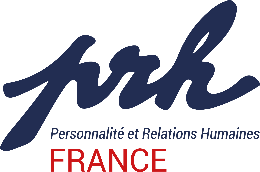 prh
Personnalité et Relations Humaines
FRANCE